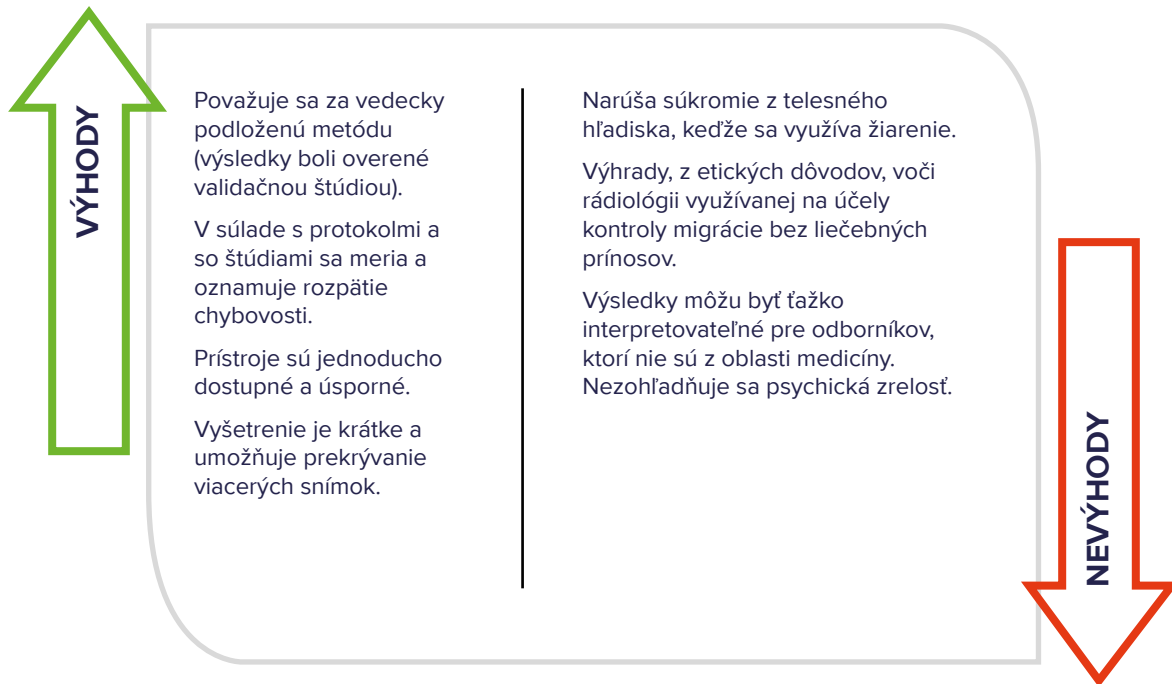 VÝHODY
Považuje sa za vedecky
podloženú metódu
(výsledky boli overené
validačnou štúdiou).
V súlade s protokolmi a
so štúdiami sa meria a
oznamuje rozpätie
chybovosti.
Prístroje sú jednoducho
dostupné a úsporné.
Vyšetrenie je krátke a
umožňuje prekrývanie
viacerých snímok.
Narúša súkromie z telesného
hľadiska, keďže sa využíva žiarenie.
Výhrady, z etických dôvodov, voči
rádiológii využívanej na účely
kontroly migrácie bez liečebných
prínosov.
Výsledky môžu byť ťažko
interpretovateľné pre odborníkov,
ktorí nie sú z oblasti medicíny.
Nezohľadňuje sa psychická zrelosť.
NEVÝHODY